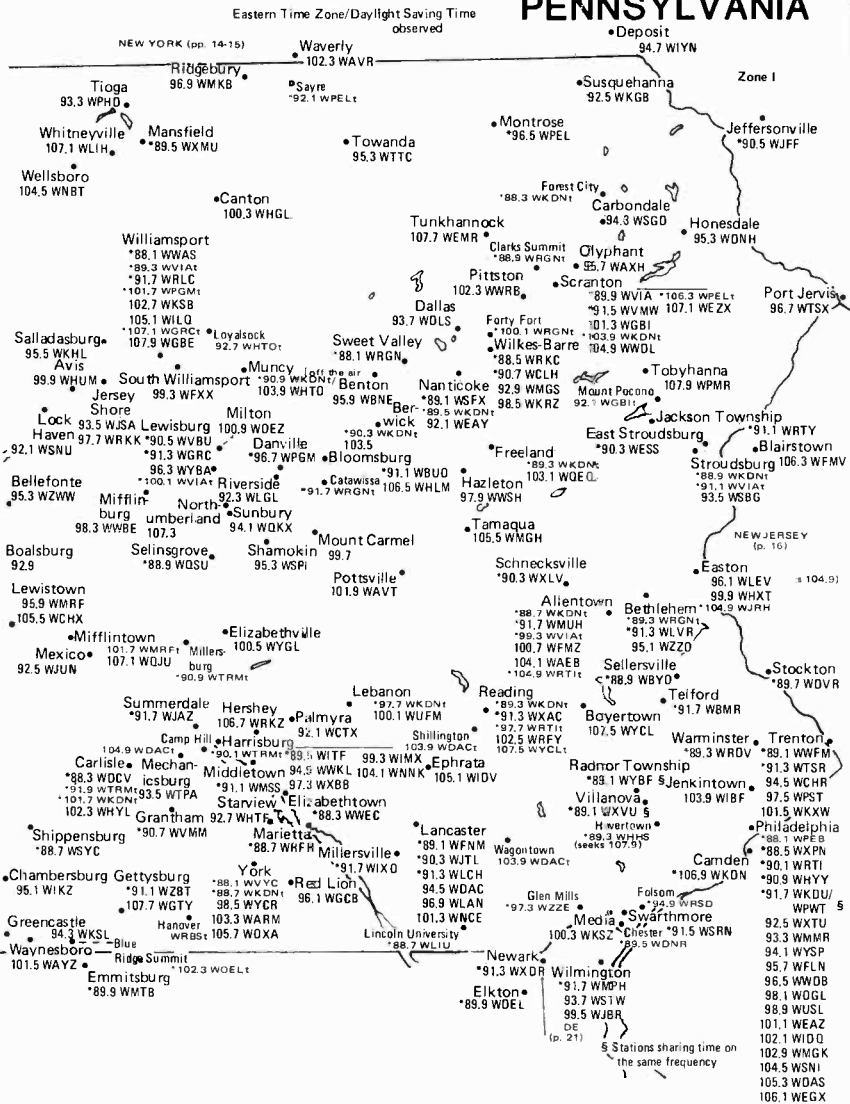 Eastern Time Zone/Daylight Saving Time
observed
PENNSYLVANIA
NEW YORK (pp. 14-15)
Waverly
102.3 WAVR
Deposit
94.7 WIYN
Zone I
Ridgebury
96.9 WMKB
Sayre
*92.1 WPELt
Susquehanna
92.5 WKGB
Tioga
93.3 WPHD
Whitneyville
107.1 WLIH
Mansfield
*89.5 WXMU
Towanda
95.3 WTTC
Montrose
*96.5 WPEL
Jeffersonville
*90.5 WJFF
Wellsboro
104.5 WNBT
Canton
100.3 WHGL
Forest City
*88.3 WKDNt
Carbondale
94.3 WSGD
Honesdale
95.3 WDNH
Tunkhannock
107.7 WEMR
Clarks Summit
*88.9 WRGNt
Olyphant
95.7 WAXH
Williamsport
*88.1 WWAS
*89.3 WVIAt
*91.7 WRLC
*101.7 WPGMt
102.7 WKSB
105.1 WILQ
*107.1 WGRCt
107.9 WGBE
Pittston
102.3 WWRB
Scranton
*89.9 WVIA
*91.5 WVMW
101.3 WGBI
*103.9 WKDNt
104.9 WWDL
*106.3 WPELt
107.1 WEZX
Port Jervis
96.7 WTSX
Dallas
93.7 WDLS
Loyalsock
92.7 WHTOt
Salladasburg
95.5 WKHL
Sweet Valley
*88.1 WRGN
Forty Fort
*100.1 WRGNt
Wilkes-Barre
*88.5 WRKC
*90.7 WCLH
92.9 WMGS
98.5 WKRZ
Avis
99.9 WHUM
South Williamsport
99.3 WFXX
Muncy (off the air
*90.9 WKDNt/
103.9 WHTO
Benton
95.9 WBNE
Nanticoke
*89.1 WSFX
*89.5 WKDNt
92.1 WEAY
Mount Pocono
92.1 WGBIt
Tobyhanna
107.9 WPMR
Jersey
Shore
93.5 WJSA
97.7 WRKK
Lock
Haven
92.1 WSNU
Lewisburg
*90.5 WVBU
*91.3 WGRC
96.3 WYBA
*100.1 WVIAt
Milton
100.9 WOEZ
Danville
*96.7 WPGM
Ber-
wick
*90.3 WKDNt
103.5
Jackson Township
*91.1 WRTY
East Stroudsburg
*90.3 WESS
Blairstown
106.3 WFMV
Stroudsburg
*88.9 WKDNt
*91.1 WVIAt
93.5 WSBG
Bloomsburg
*91.1 WBUQ
106.5 WHLM
Freeland
*89.3 WKDNt
103.1 WQEQ
Catawissa
*91.7 WRGNt
Hazleton
97.9 WWSH
Bellefonte
95.3 WZWW
Riverside
92.3 WLGL
Mifflin-
burg
98.3 WWBE
North-
umberland
107.3
Sunbury
94.1 WQKX
Tamaqua
105.5 WMGH
NEW JERSEY
(p. 16)
Boalsburg
92.9
Selinsgrove
*88.9 WQSU
Shamokin
95.3 WSPI
Mount Carmel
99.7
Schnecksville
*90.3 WXLV
Easton
96.1 WLEV
99.9 WHXT
*104.9 WJRH
104.9)
Lewistown
95.9 WMRF
105.5 WCHX
Pottsville
101.9 WAVT
Allentown
*88.7 WKDNt
*91.7 WMUH
*99.3 WVIAt
100.7 WFMZ
104.1 WAEB
*104.9 WRTIt
Bethlehem
*89.3 WRGNt
*91.3 WLVR
95.1 WZZO
Mifflintown
101.7 WMRFt
107.1 WQJU
Millers-
burg
*90.9 WTRMt
Elizabethville
100.5 WYGL
Mexico
92.5 WJUN
Sellersville
*88.9 WBYO
Stockton
*89.7 WDVR
Telford
*91.7 WBMR
Summerdale
*91.7 WJAZ
Hershey
106.7 WRKZ
Lebanon
*97.7 WKDNt
100.1 WUFM
Palmyra
92.1 WCTX
Reading
*89.3 WKDNt
*91.3 WXAC
*97.7 WRTIt
102.5 WRFY
107.5 WYCLt
Boyertown
107.5 WYCL
Shillington
103.9 WDACt
Warminster
*89.3 WRDV
Trenton
*89.1 WWFM
*91.3 WTSR
94.5 WCHR
97.5 WPST
101.5 WKXW
Camp Hill
104.9 WDACt
Harrisburg
*90.1 WTRMt
*89.5 WITF
94.9 WWKL
97.3 WXBB
99.3 WIMX
104.1 WNNK
Ephrata
105.1 WIOV
Carlisle
*88.3 WDCV
*91.9 WTRMt
*101.7 WKDNt
102.3 WHYL
Mechan-
icsburg
93.5 WTPA
Middletown
*91.1 WMSS
Radnor Township
*89.1 WYBF §
Jenkintown
103.9 WIBF
Villanova
*89.1 WXVU §
Starview
92.7 WHTF
Elizabethtown
*88.3 WWEC
Grantham
*90.7 WVMM
Havertown
*89.3 WHHS
(seeks 107.9)
Philadelphia
*88.1 WPEB
*88.5 WXPN
*90.1 WRTI
*90.9 WHYY
*91.7 WKDU/
WPWT §
92.5 WXTU
93.3 WMMR
94.1 WYSP
95.7 WFLN
96.5 WWDB
98.1 WOGL
98.9 WUSL
101.1 WEAZ
102.1 WIOQ
102.9 WMGK
104.5 WSNI
105.3 WDAS
106.1 WEGX
Shippensburg
*88.7 WSYC
Marietta
*88.7 WRFH
Millersville
*91.7 WIXQ
Lancaster
*89.1 WFNM
*90.3 WJTL
*91.3 WLCH
94.5 WDAC
96.9 WLAN
101.3 WNCE
Wagontown
103.9 WDACt
Camden
*106.9 WKDN
Chambersburg
95.1 WIKZ
Gettysburg
*91.1 WZBT
107.7 WGTY
York
*88.1 WVYC
*88.7 WKDNt
98.5 WYCR
103.3 WARM
105.7 WQXA
Red Lion
96.1 WGCB
Glen Mills
*97.3 WZZE
Folsom
*94.9 WRSD
Media
100.3 WKSZ
Swarthmore
*91.5 WSRN
Chester
*89.5 WDNR
Greencastle
94.3 WKSL
Hanover
WRBSt
Lincoln University
*88.7 WLIU
Waynesboro
101.5 WAYZ
Blue
Ridge Summit
*102.3 WOELt
Emmitsburg
*89.9 WMTB
Newark
*91.3 WXDR
Wilmington
*91.7 WMPH
93.7 WSTW
99.5 WJBR
Elkton
*89.9 WOEL
DE
(p. 21)
§ Stations sharing time on
the same frequency